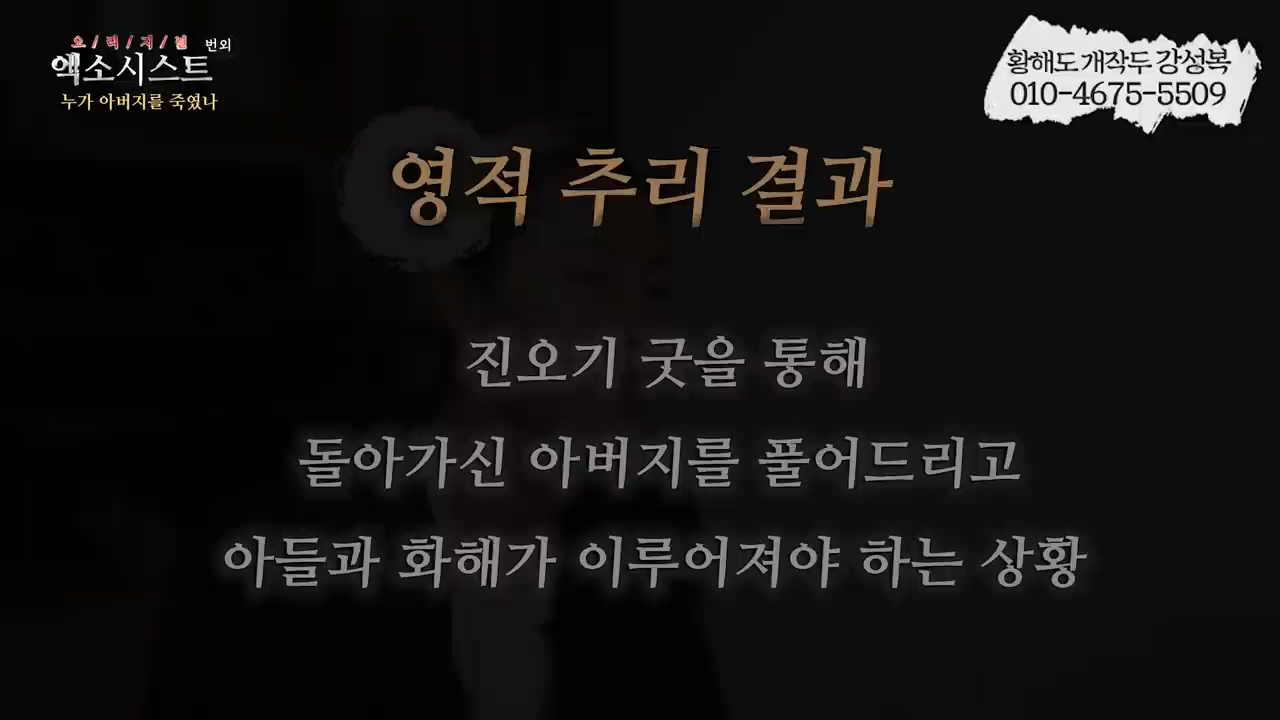 오/리/지/널 번외
엑소시스트
누가 아버지를 죽였나
황해도 개작두 강성복
010-4675-5509
영적 추리 결과
진오기 굿을 통해
돌아가신 아버지를 풀어드리고
아들과 화해가 이루어져야 하는 상황